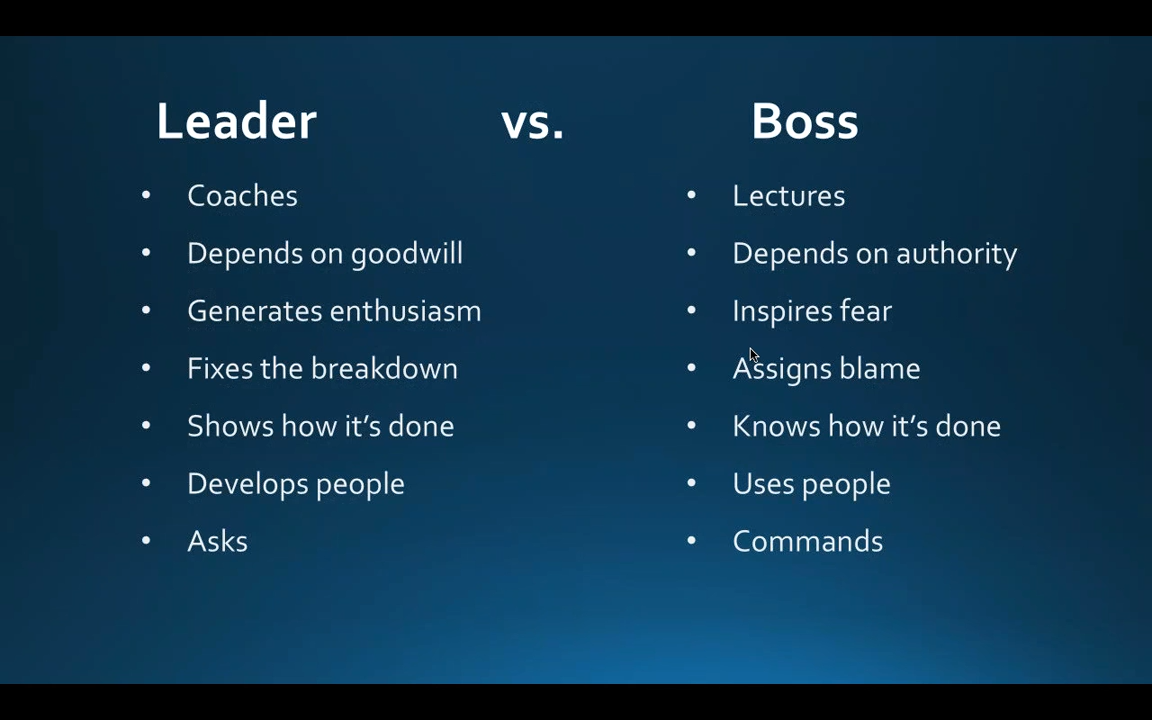 Leader vs. Boss
• Coaches
• Depends on goodwill
• Generates enthusiasm
• Fixes the breakdown
• Shows how it’s done
• Develops people
• Asks
• Lectures
• Depends on authority
• Inspires fear
• Assigns blame
• Knows how it’s done
• Uses people
• Commands